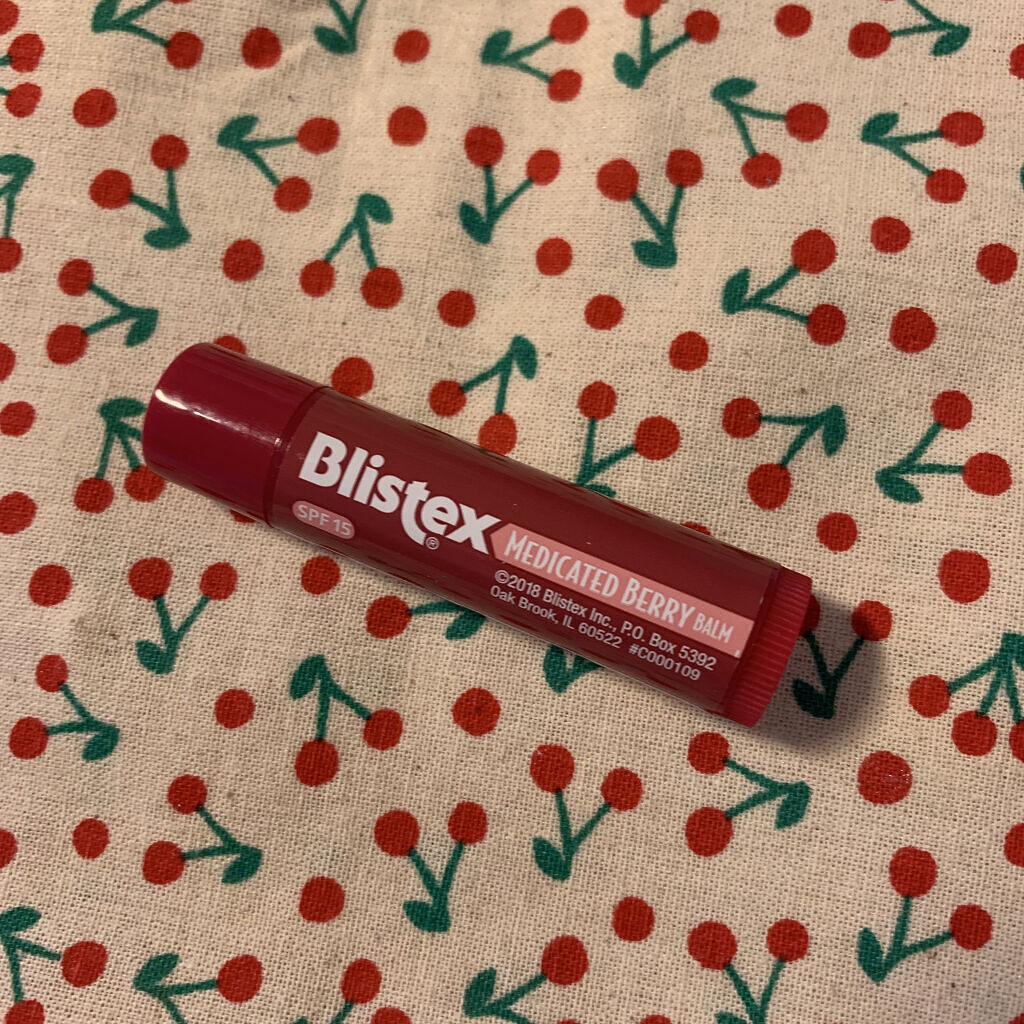 Blistex®
SPF 15
MEDICATED BERRY BALM
©2018 Blistex Inc., P.O. Box 5392
Oak Brook, IL 60522 #C000109